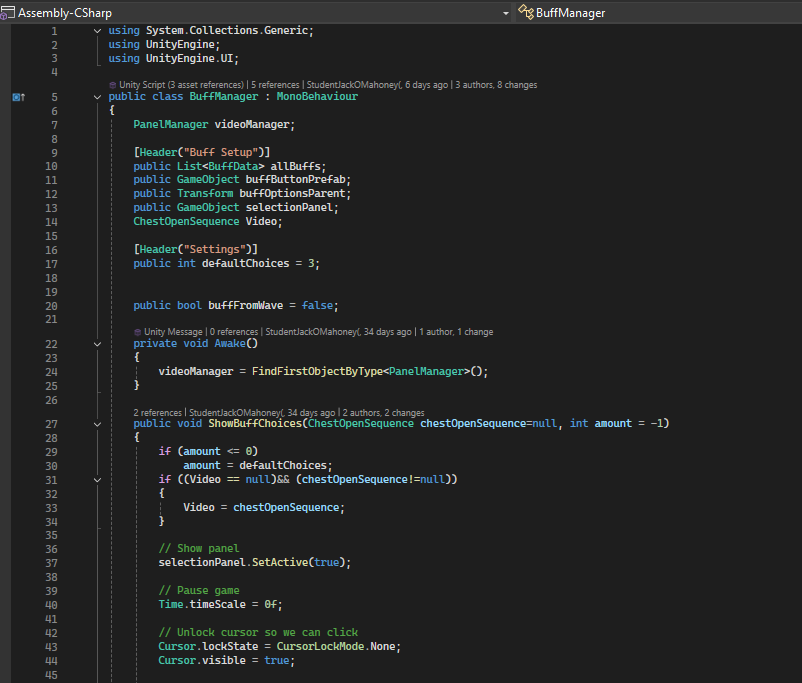 Assembly-CSharp
BuffManager
1 using System.Collections.Generic;
2 using UnityEngine;
3 using UnityEngine.UI;
4
Unity Script (3 asset references) | 5 references | StudentJackOMahoney(, 6 days ago | 3 authors, 8 changes
5 public class BuffManager : MonoBehaviour
6 {
7 PanelManager videoManager;
8
9 [Header("Buff Setup")]
10 public List<BuffData> allBuffs;
11 public GameObject buffButtonPrefab;
12 public Transform buffOptionsParent;
13 public GameObject selectionPanel;
14 ChestOpenSequence Video;
15
16 [Header("Settings")]
17 public int defaultChoices = 3;
18
19
20 public bool buffFromWave = false;
21
Unity Message | 0 references | StudentJackOMahoney(, 34 days ago | 1 author, 1 change
22 private void Awake()
23 {
24 videoManager = FindFirstObjectByType<PanelManager>();
25 }
26
2 references | StudentJackOMahoney(, 34 days ago | 2 authors, 2 changes
27 public void ShowBuffChoices(ChestOpenSequence chestOpenSequence=null, int amount = -1)
28 {
29 if (amount <= 0)
30 amount = defaultChoices;
31 if ((Video == null)&& (chestOpenSequence!=null))
32 {
33 Video = chestOpenSequence;
34 }
35
36 // Show panel
37 selectionPanel.SetActive(true);
38
39 // Pause game
40 Time.timeScale = 0f;
41
42 // Unlock cursor so we can click
43 Cursor.lockState = CursorLockMode.None;
44 Cursor.visible = true;
45